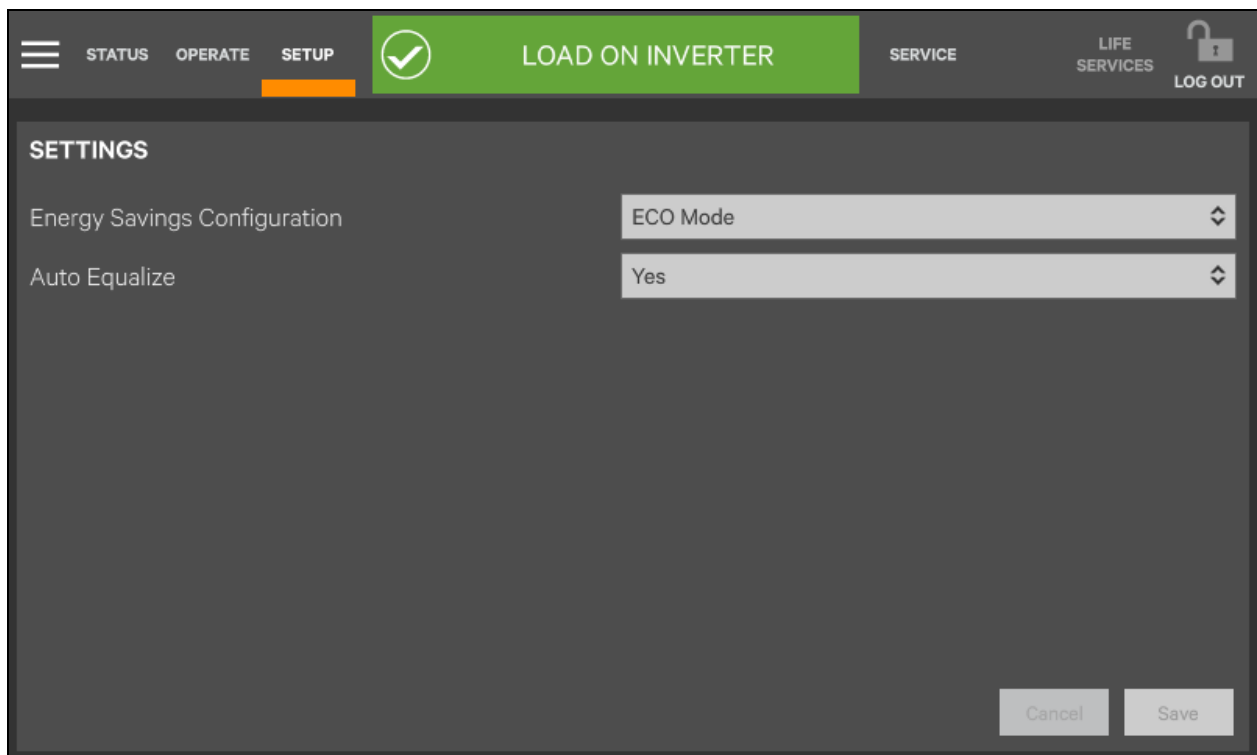 STATUS OPERATE SETUP LOAD ON INVERTER SERVICE LIFE SERVICES LOG OUT
SETTINGS
Energy Savings Configuration ECO Mode
Auto Equalize Yes
Cancel Save